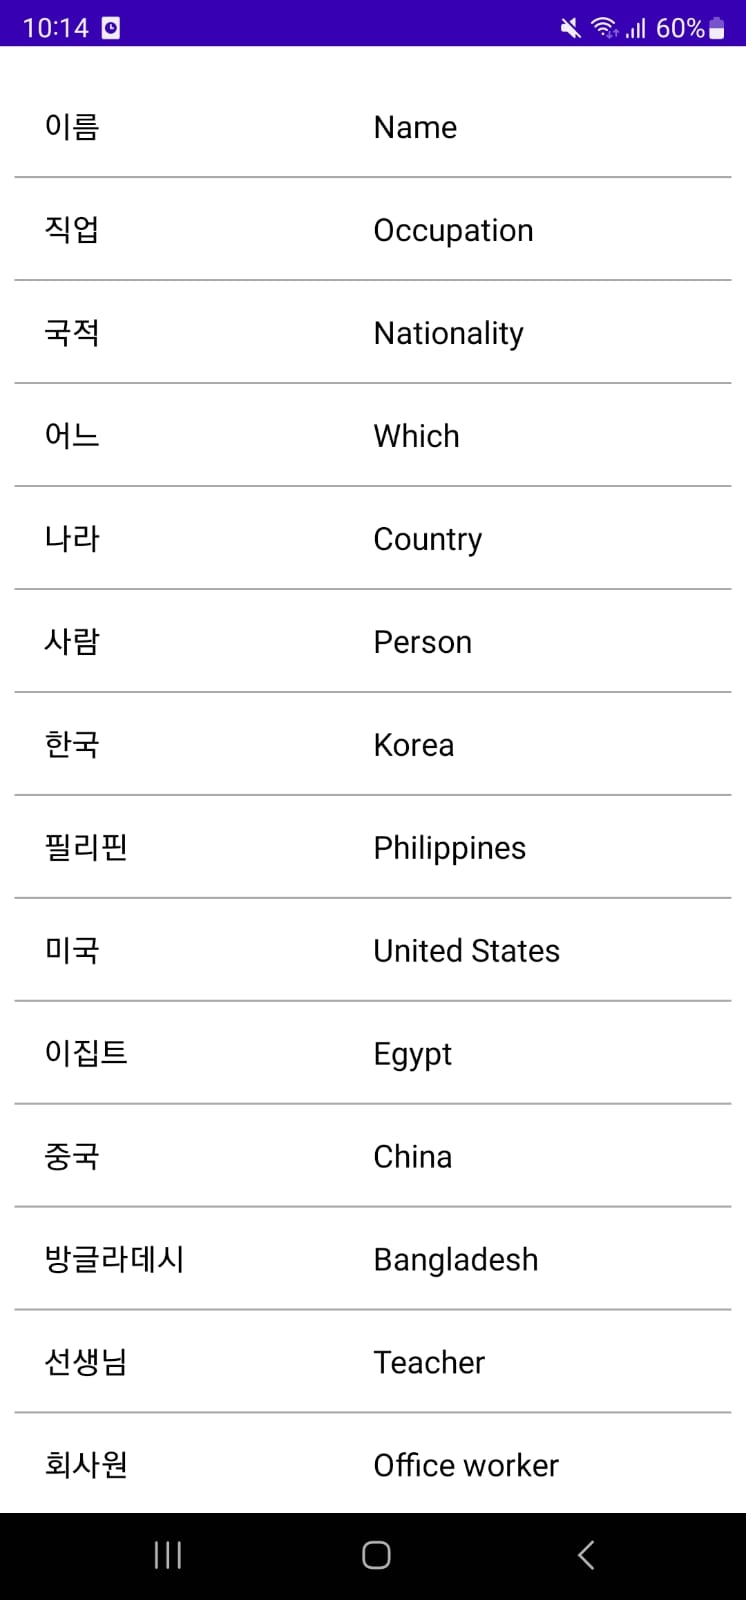 10:14 60%
이름 Name
직업 Occupation
국적 Nationality
어느 Which
나라 Country
사람 Person
한국 Korea
필리핀 Philippines
미국 United States
이집트 Egypt
중국 China
방글라데시 Bangladesh
선생님 Teacher
회사원 Office worker